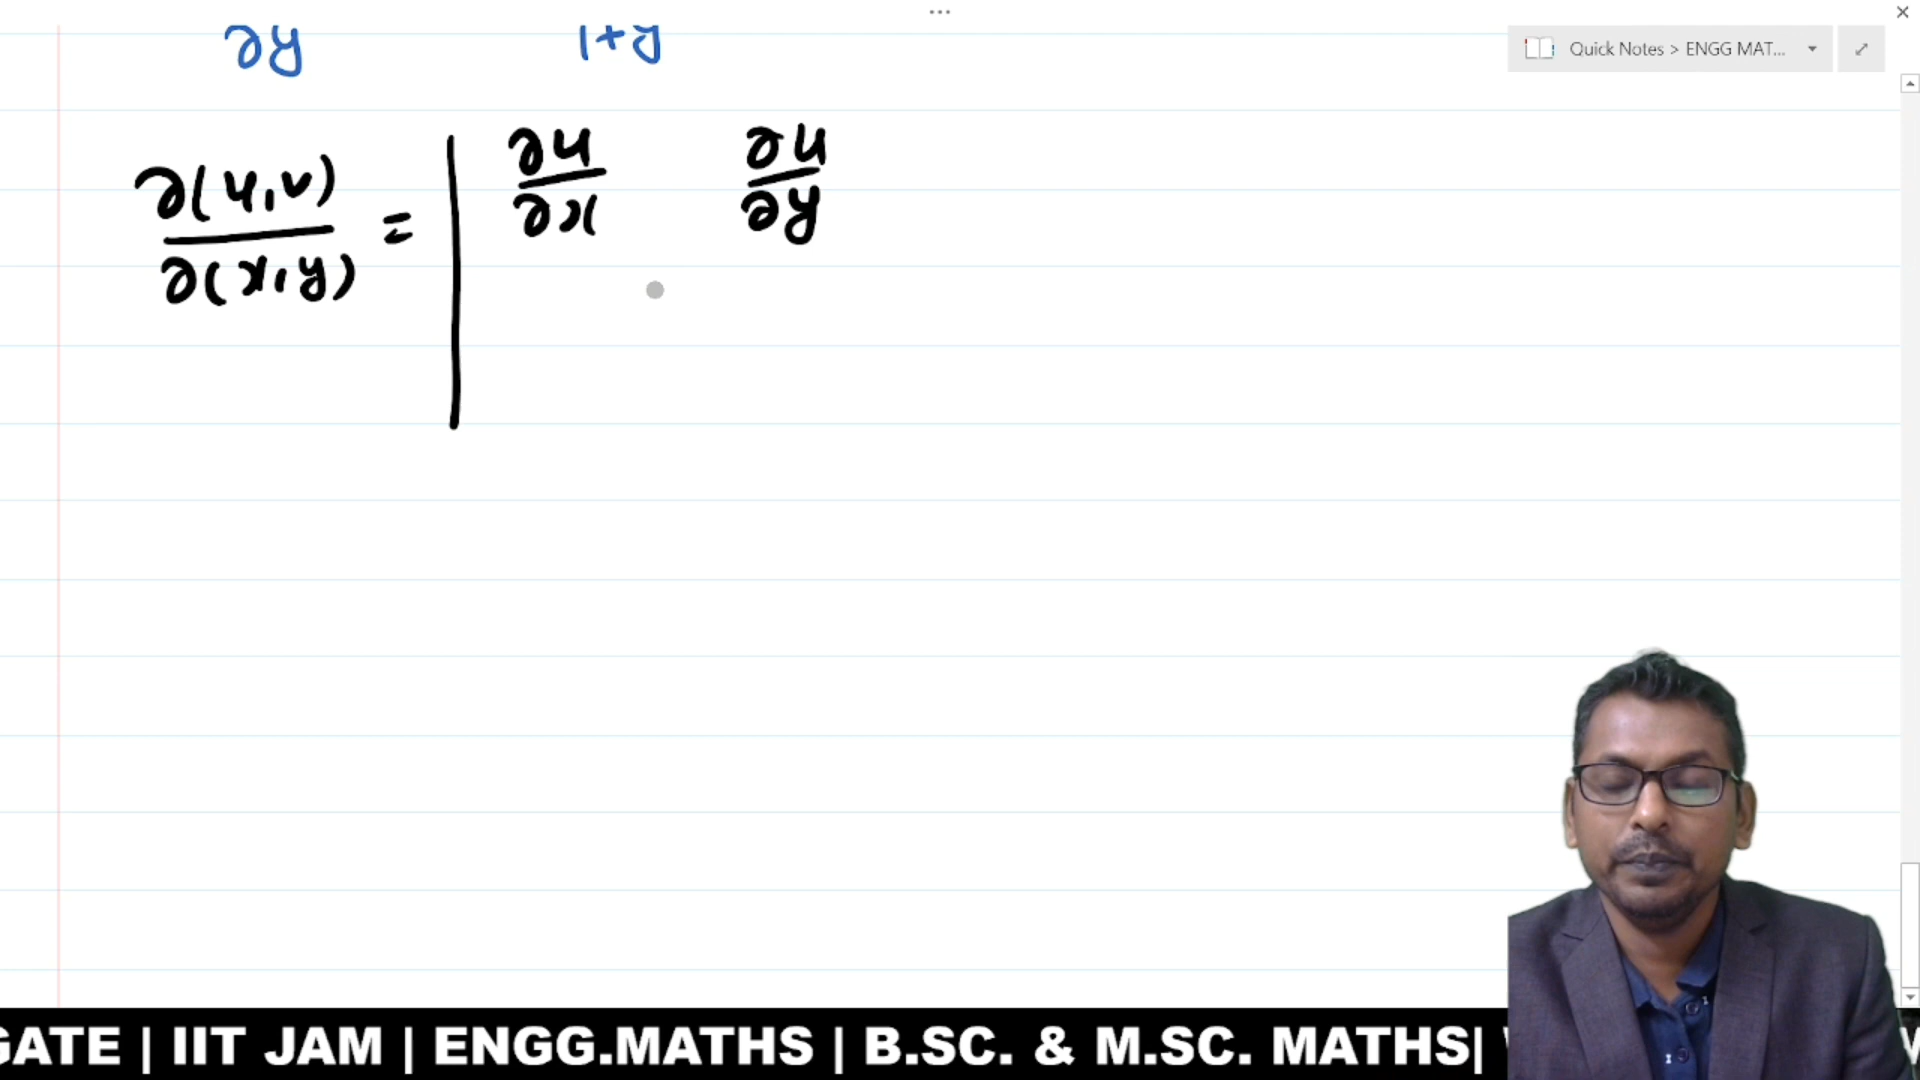 ...
Quick Notes > ENGG MAT...
∂y 1+y
∂u ∂u
∂(u,v) = | ∂x ∂y
∂(x,y)
GATE | IIT JAM | ENGG.MATHS | B.SC. & M.SC. MATHS|